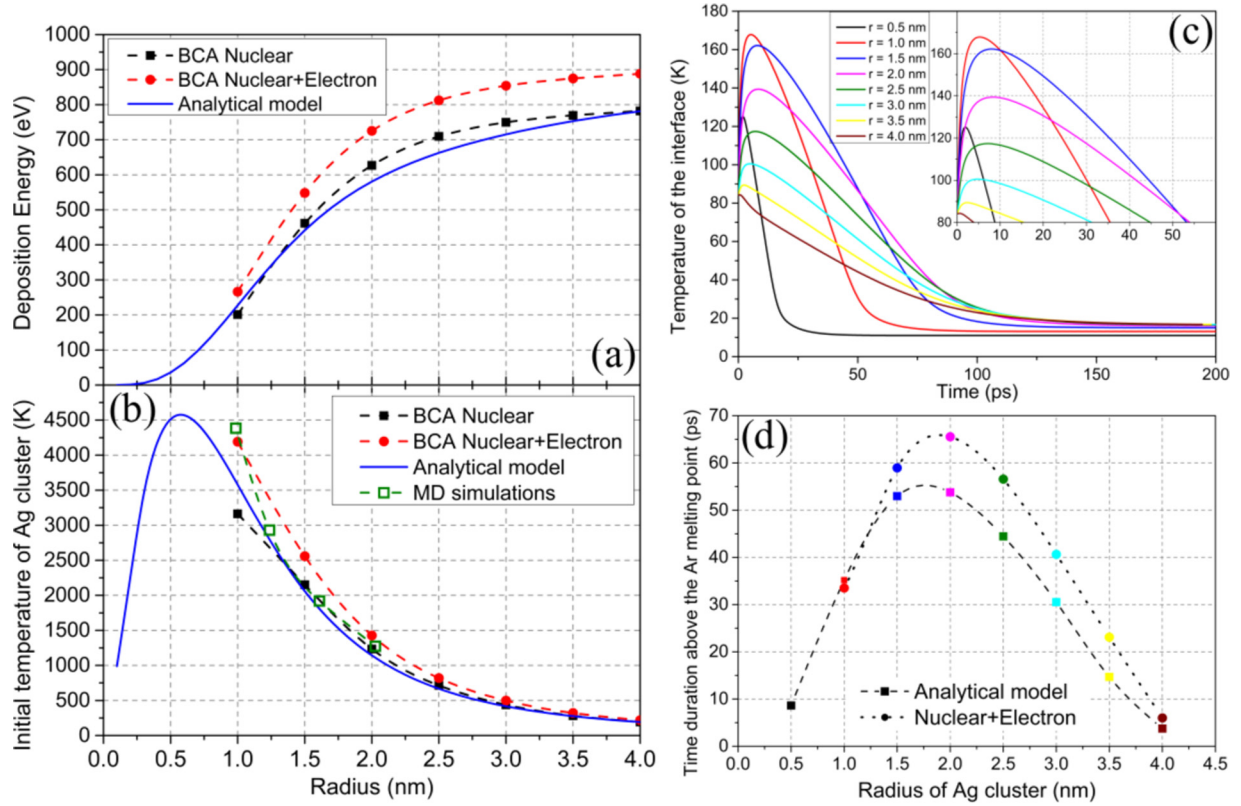 (a)
Deposition Energy (eV)
1000
900
800
700
600
500
400
300
200
100
0
BCA Nuclear
BCA Nuclear+Electron
Analytical model
(b)
Initial temperature of Ag cluster (K)
4500
4000
3500
3000
2500
2000
1500
1000
500
0
BCA Nuclear
BCA Nuclear+Electron
Analytical model
MD simulations
0.0 0.5 1.0 1.5 2.0 2.5 3.0 3.5 4.0
Radius (nm)
(c)
Temperature of the interface (K)
180
160
140
120
100
80
60
40
20
0
r = 0.5 nm
r = 1.0 nm
r = 1.5 nm
r = 2.0 nm
r = 2.5 nm
r = 3.0 nm
r = 3.5 nm
r = 4.0 nm
160
140
120
100
80
0 10 20 30 40 50
0 50 100 150 200
Time (ps)
(d)
Time duration above the Ar melting point (ps)
70
60
50
40
30
20
10
0
Analytical model
Nuclear+Electron
0.0 0.5 1.0 1.5 2.0 2.5 3.0 3.5 4.0 4.5
Radius of Ag cluster (nm)